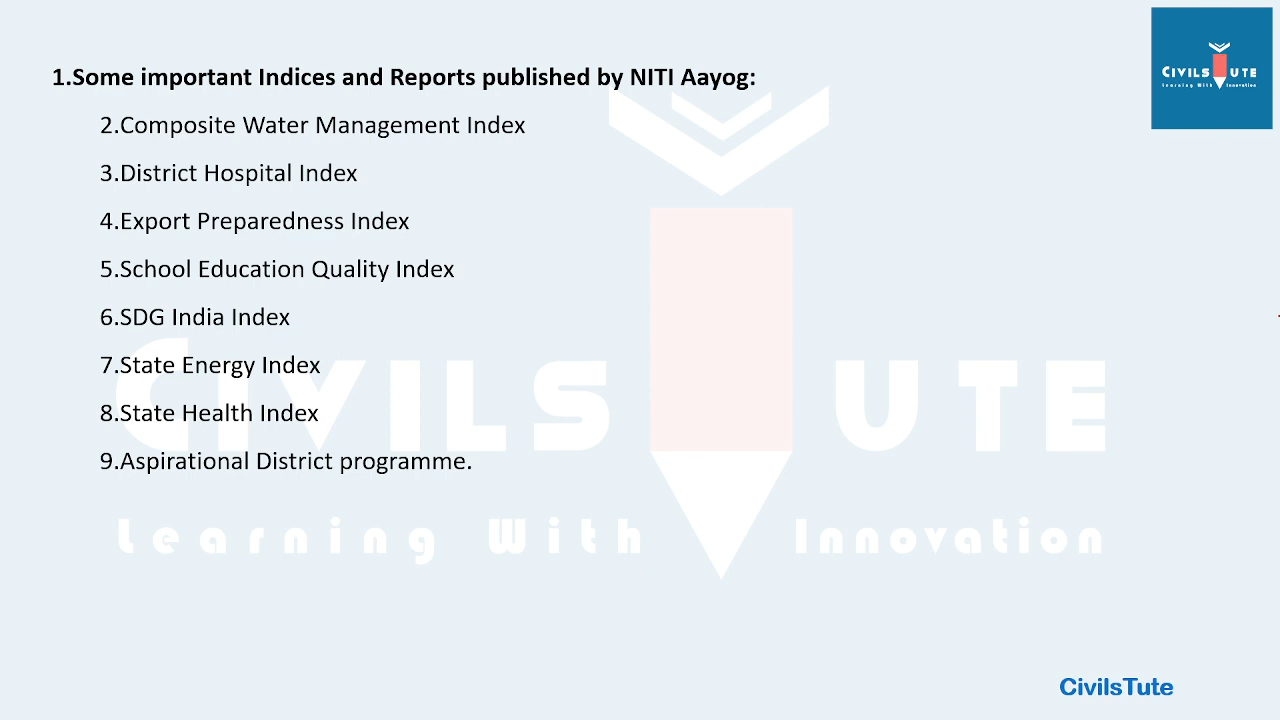 CIVILS UTE
Learning With Innovation
1.Some important Indices and Reports published by NITI Aayog:
2.Composite Water Management Index
3.District Hospital Index
4.Export Preparedness Index
5.School Education Quality Index
6.SDG India Index
7.State Energy Index
8.State Health Index
9.Aspirational District programme.
CIVILS UTE
Learning With Innovation
CivilsTute